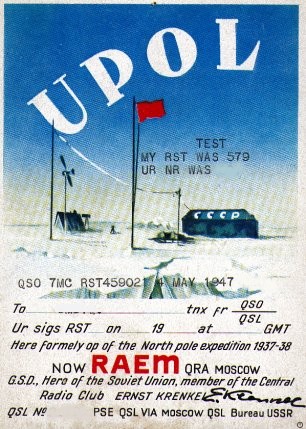 UPOL
TEST
MY RST WAS 579
UR NR WAS
СССР
QSO 7MC RST459021 4 MAY 1947
To tnx fr QSO
QSL
Ur sigs RST on 19 at GMT
Here formely op of the North pole expedition 1937-38
NOW RAEM QRA MOSCOW
G.S.D., Hero of the Soviet Union, member of the Central
Radio Club ERNST KRENKEL EKrenkel
QSL № PSE QSL VIA Moscow QSL Bureau USSR